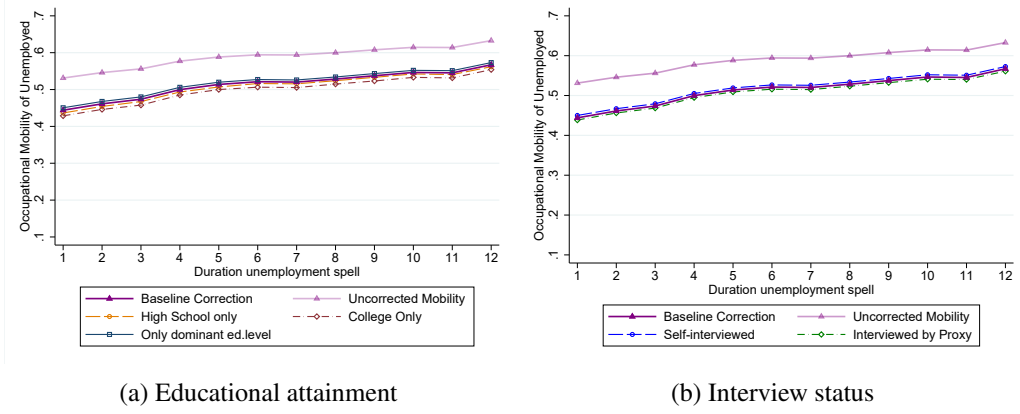 Occupational Mobility of Unemployed
.1 .2 .3 .4 .5 .6 .7
1 2 3 4 5 6 7 8 9 10 11 12
Duration unemployment spell
Baseline Correction Uncorrected Mobility
High School only College Only
Only dominant ed.level
(a) Educational attainment
Occupational Mobility of Unemployed
.1 .2 .3 .4 .5 .6 .7
1 2 3 4 5 6 7 8 9 10 11 12
Duration unemployment spell
Baseline Correction Uncorrected Mobility
Self-interviewed Interviewed by Proxy
(b) Interview status